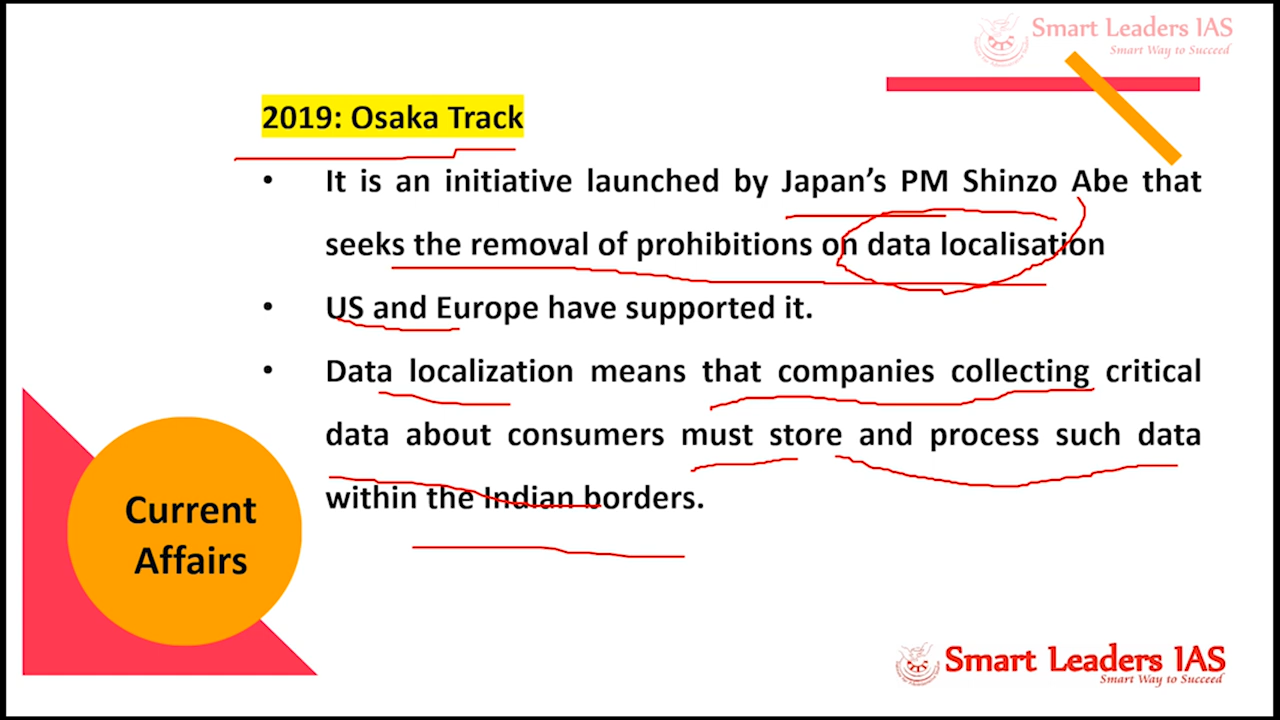 Smart Leaders IAS
Smart Way to Succeed
2019: Osaka Track
• It is an initiative launched by Japan's PM Shinzo Abe that
seeks the removal of prohibitions on data localisation
• US and Europe have supported it.
• Data localization means that companies collecting critical
data about consumers must store and process such data
within the Indian borders.
Current
Affairs
Smart Leaders IAS
Smart Way to Succeed